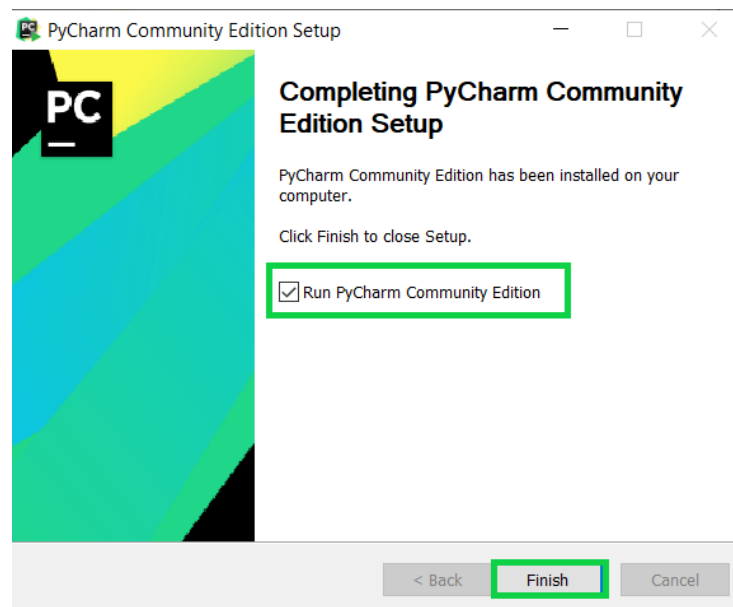 PyCharm Community Edition Setup
PC
Completing PyCharm Community
Edition Setup
PyCharm Community Edition has been installed on your
computer.
Click Finish to close Setup.
Run PyCharm Community Edition
< Back Finish Cancel